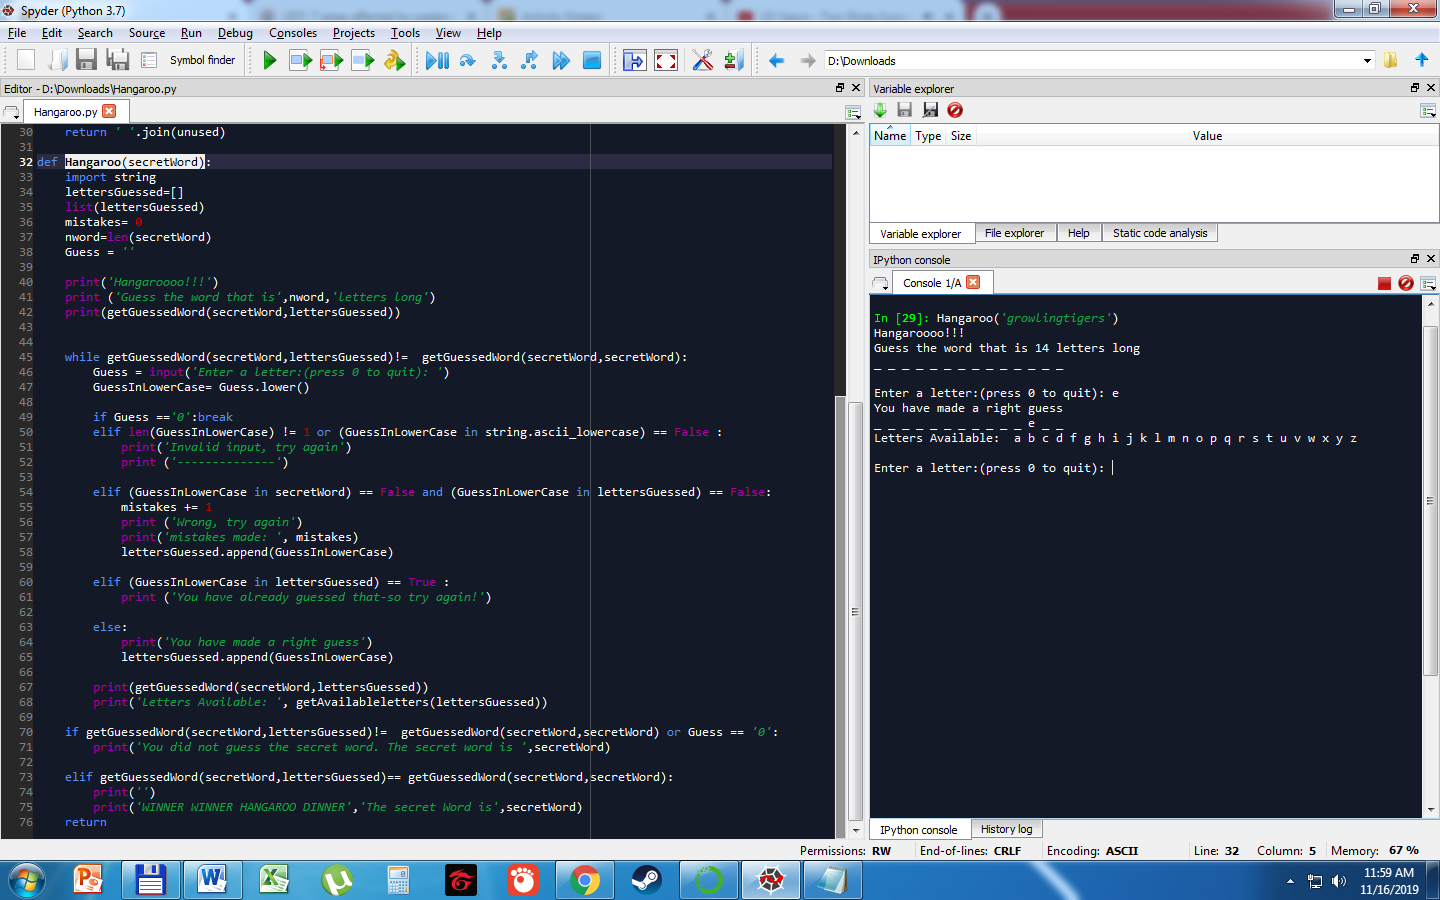 Spyder (Python 3.7)
File Edit Search Source Run Debug Consoles Projects Tools View Help
Symbol finder
D:\Downloads
Editor - D:\Downloads\Hangaroo.py
Hangaroo.py
30 return ' '.join(unused)
31
32 def Hangaroo(secretWord):
33 import string
34 lettersGuessed=[]
35 list(lettersGuessed)
36 mistakes= 0
37 nword=len(secretWord)
38 Guess = ''
39
40 print('Hangaroooo!!!')
41 print ('Guess the word that is',nword,'letters long')
42 print(getGuessedWord(secretWord,lettersGuessed))
43
44
45 while getGuessedWord(secretWord,lettersGuessed)!=  getGuessedWord(secretWord,secretWord):
46 Guess = input('Enter a letter:(press 0 to quit): ')
47 GuessInLowerCase= Guess.lower()
48
49 if Guess =='0':break
50 elif len(GuessInLowerCase) != 1 or (GuessInLowerCase in string.ascii_lowercase) == False :
51 print('Invalid input, try again')
52 print ('--------------')
53
54 elif (GuessInLowerCase in secretWord) == False and (GuessInLowerCase in lettersGuessed) == False:
55 mistakes += 1
56 print ('Wrong, try again')
57 print('mistakes made: ', mistakes)
58 lettersGuessed.append(GuessInLowerCase)
59
60 elif (GuessInLowerCase in lettersGuessed) == True :
61 print ('You have already guessed that-so try again!')
62
63 else:
64 print('You have made a right guess')
65 lettersGuessed.append(GuessInLowerCase)
66
67 print(getGuessedWord(secretWord,lettersGuessed))
68 print('Letters Available: ', getAvailableletters(lettersGuessed))
69
70 if getGuessedWord(secretWord,lettersGuessed)!=  getGuessedWord(secretWord,secretWord) or Guess == '0':
71 print('You did not guess the secret word. The secret word is ',secretWord)
72
73 elif getGuessedWord(secretWord,lettersGuessed)== getGuessedWord(secretWord,secretWord):
74 print('')
75 print('WINNER WINNER HANGAROO DINNER','The secret Word is',secretWord)
76 return
Variable explorer
Name Type Size Value
Variable explorer File explorer Help Static code analysis
IPython console
Console 1/A
In [29]: Hangaroo('growlingtigers')
Hangaroooo!!!
Guess the word that is 14 letters long
_ _ _ _ _ _ _ _ _ _ _ _ _ _
Enter a letter:(press 0 to quit): e
You have made a right guess
_ _ _ _ _ _ _ _ _ _ _ e _ _
Letters Available:  a b c d f g h i j k l m n o p q r s t u v w x y z
Enter a letter:(press 0 to quit):
IPython console History log
Permissions: RW End-of-lines: CRLF Encoding: ASCII Line: 32 Column: 5 Memory: 67 %
11:59 AM
11/16/2019